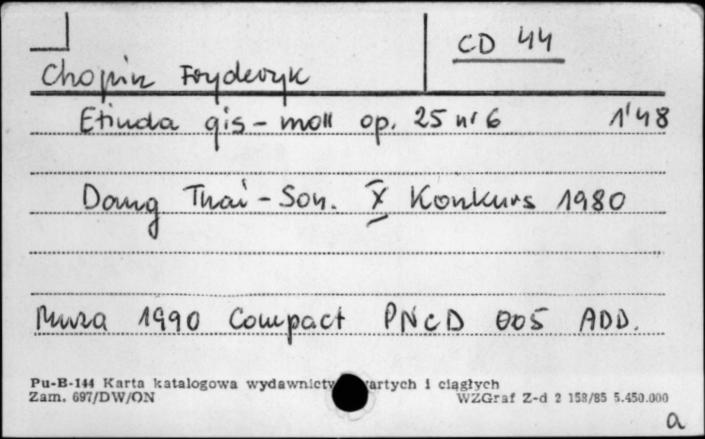 CD 44
Chopin Fryderyk
Etiuda gis-moll op. 25 nr 6 1'48
Dang Thai-Son. X Konkurs 1980
Muza 1990 Compact PNCD 005 ADD.
Pu-B-144 Karta katalogowa wydawnictw wartych i ciągłych
Zam. 697/DW/ON WZGraf Z-d 2 158/85 5.450.000
a